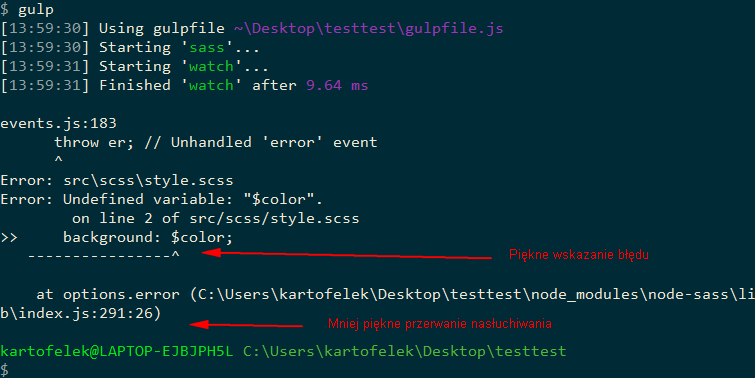 $ gulp
[13:59:30] Using gulpfile ~\Desktop\testtest\gulpfile.js
[13:59:30] Starting 'sass'...
[13:59:31] Starting 'watch'...
[13:59:31] Finished 'watch' after 9.64 ms
events.js:183
throw er; // Unhandled 'error' event
^
Error: src\scss\style.scss
Error: Undefined variable: "$color".
on line 2 of src/scss/style.scss
>> background: $color;
----------------^
Piękne wskazanie błędu
at options.error (C:\Users\kartofelek\Desktop\testtest\node_modules\node-sass\li
b\index.js:291:26)
Mniej piękne przerwanie nasłuchiwania
kartofelek@LAPTOP-EJBJPH5L C:\Users\kartofelek\Desktop\testtest
$